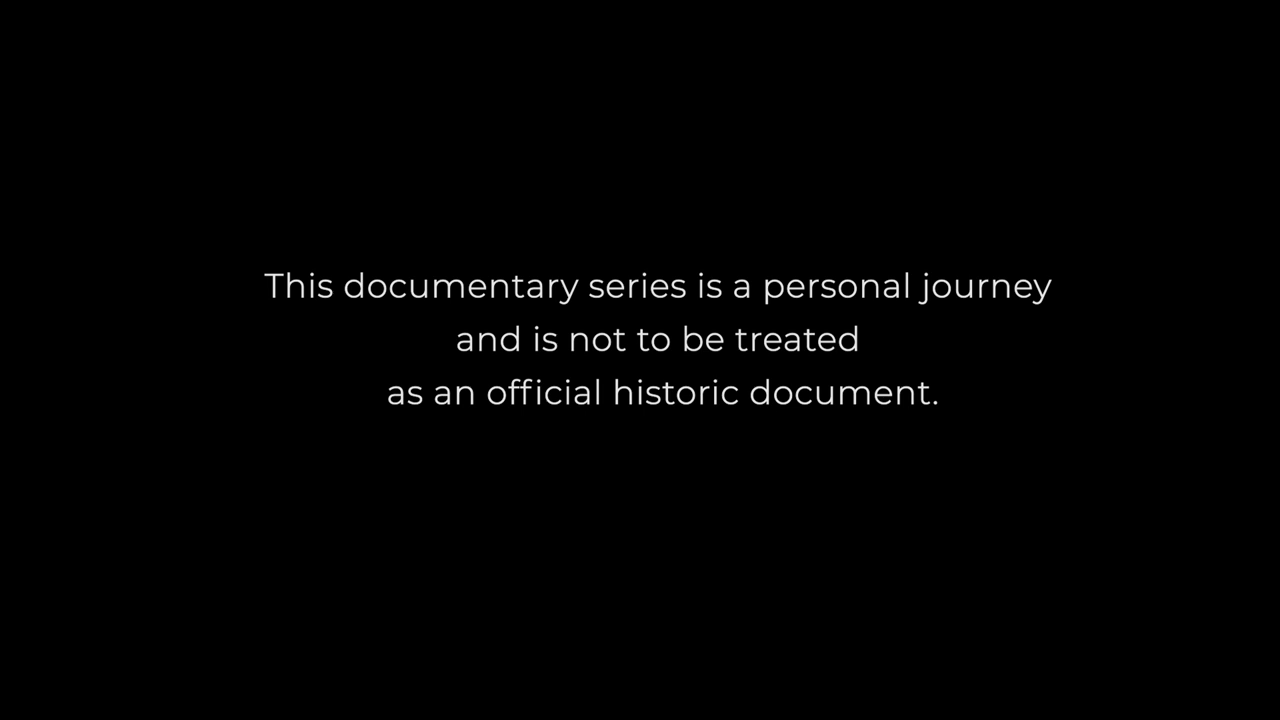 This documentary series is a personal journey
and is not to be treated
as an official historic document.